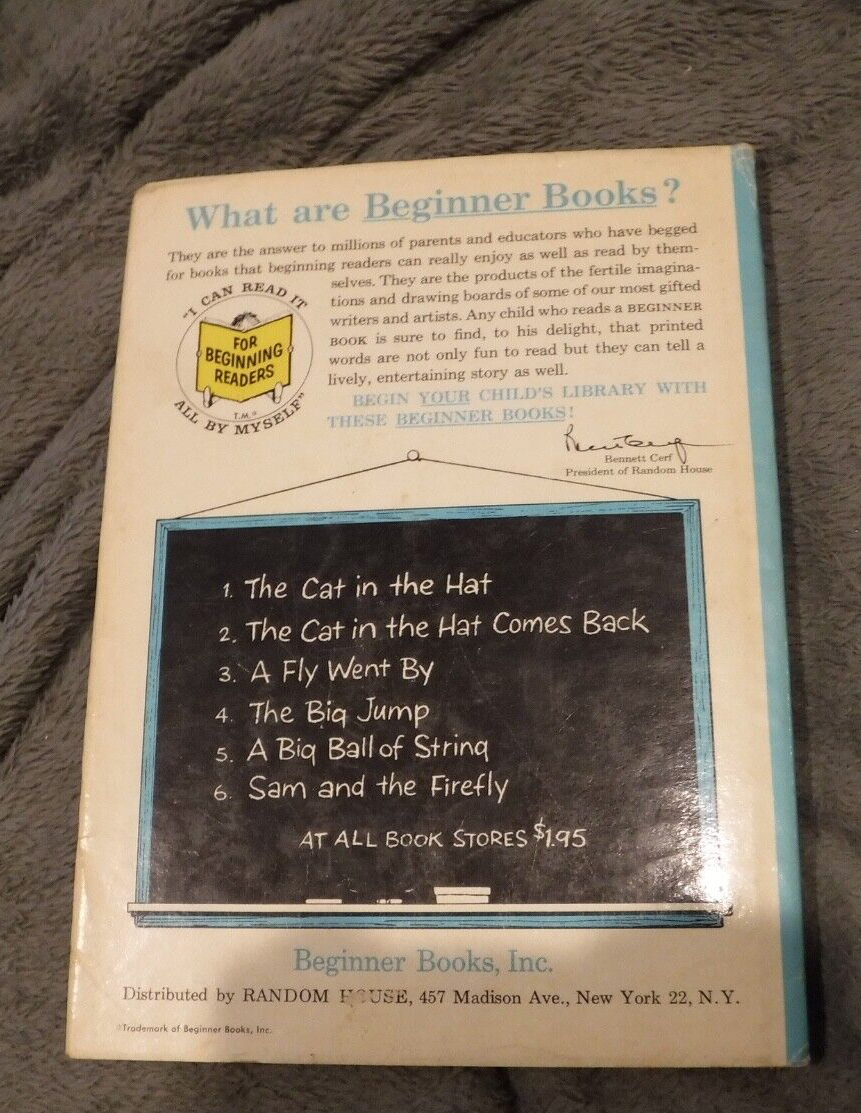 What are Beginner Books?
They are the answer to millions of parents and educators who have begged
for books that beginning readers can really enjoy as well as read by them-
selves. They are the products of the fertile imagina-
tions and drawing boards of some of our most gifted
writers and artists. Any child who reads a BEGINNER
BOOK is sure to find, to his delight, that printed
words are not only fun to read but they can tell a
lively, entertaining story as well.
BEGIN YOUR CHILD'S LIBRARY WITH
THESE BEGINNER BOOKS!
"I CAN READ IT
FOR
BEGINNING
READERS
T.M.®
ALL BY MYSELF"
Bennett Cerf
Bennett Cerf
President of Random House
1. The Cat in the Hat
2. The Cat in the Hat Comes Back
3. A Fly Went By
4. The Big Jump
5. A Big Ball of String
6. Sam and the Firefly
AT ALL BOOK STORES $1.95
Beginner Books, Inc.
Distributed by RANDOM HOUSE, 457 Madison Ave., New York 22, N.Y.
®Trademark of Beginner Books, Inc.